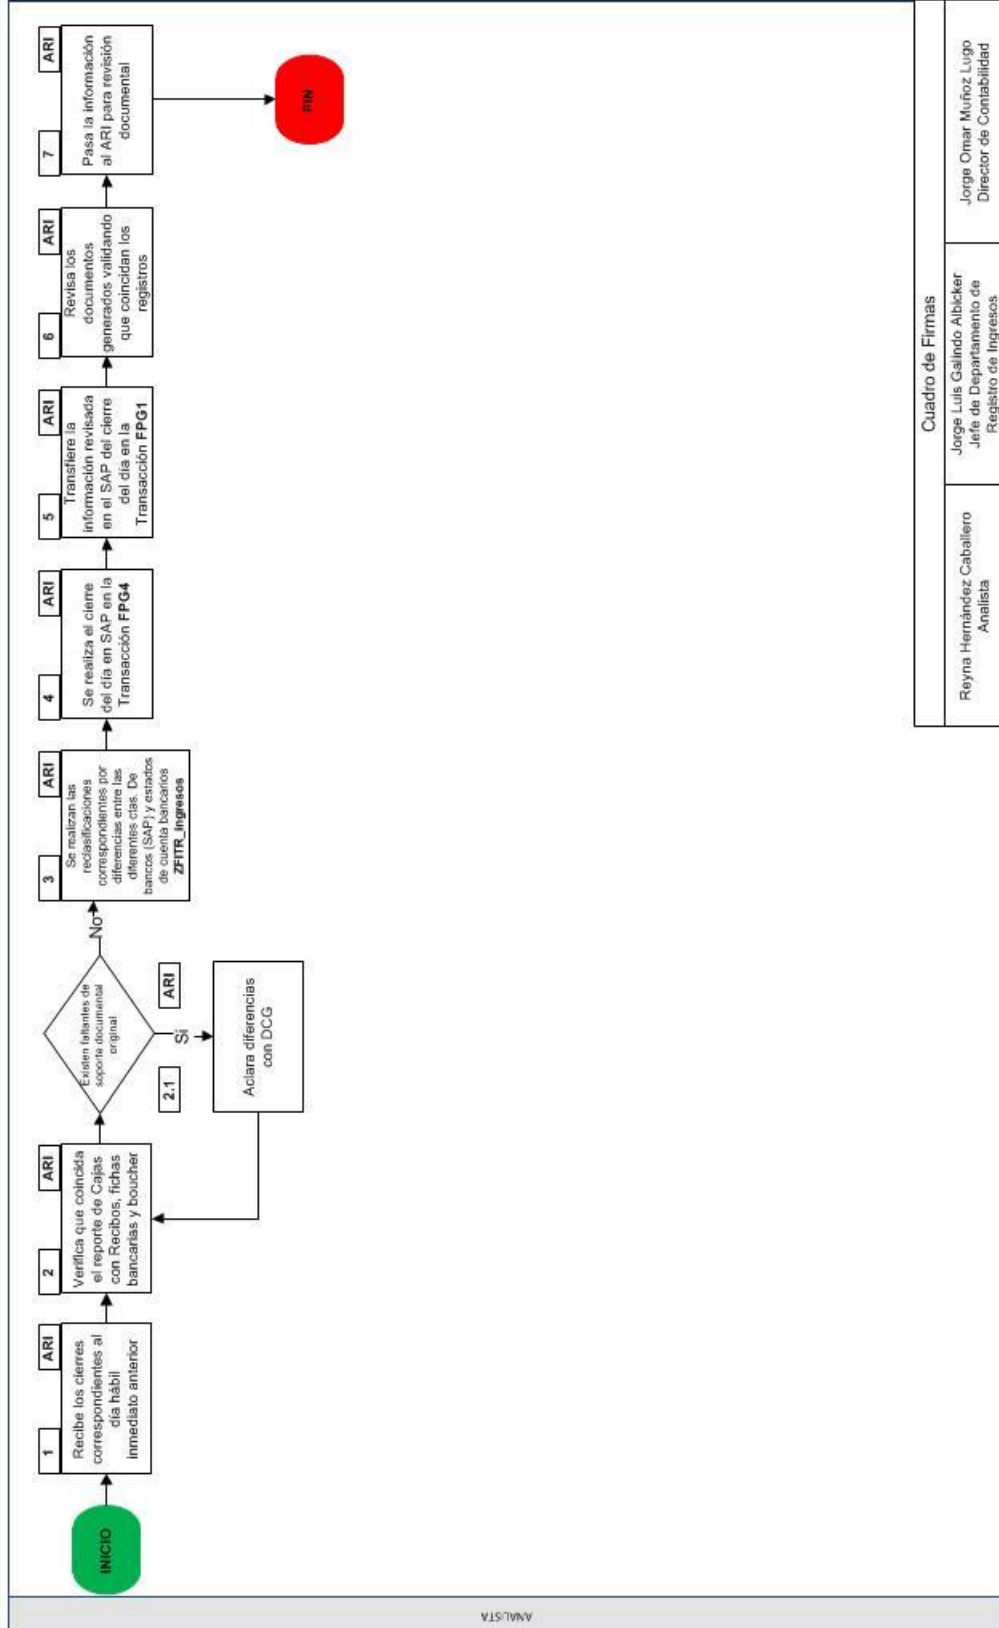 INICIO
1
ARI
Recibe los cierres
correspondientes al
día hábil
inmediato anterior
2
ARI
Verifica que coincida
el reporte de Cajas
con Recibos, fichas
bancarias y boucher
Existen faltantes de
soporte documental
original
No
Si
2.1
ARI
Aclara diferencias
con DCG
3
ARI
Se realizan las
reclasificaciones
correspondientes por
diferencias entre las
diferentes ctas. De
bancos (SAP) y estados
de cuenta bancarios
ZFITR_Ingresos
4
ARI
Se realiza el cierre
del día en SAP en la
Transacción FPG4
5
ARI
Transfiere la
información revisada
en el SAP del cierre
del día en la
Transacción FPG1
6
ARI
Revisa los
documentos
generados validando
que coincidan los
registros
7
ARI
Pasa la información
al ARI para revisión
documental
FIN
ANALISTA
Cuadro de Firmas
Reyna Hernández Caballero
Analista
Jorge Luis Galindo Albicker
Jefe de Departamento de
Registro de Ingresos
Jorge Omar Muñoz Lugo
Director de Contabilidad